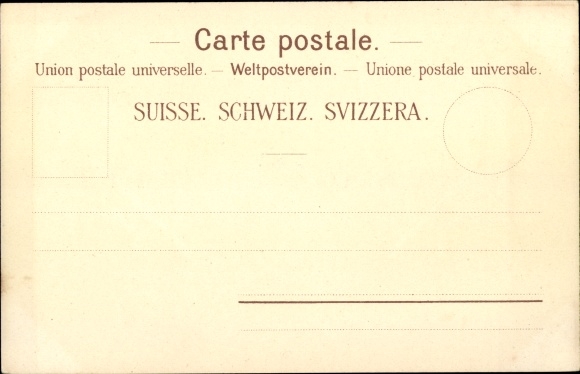 — Carte postale. —
Union postale universelle. — Weltpostverein. — Unione postale universale.
SUISSE. SCHWEIZ. SVIZZERA.